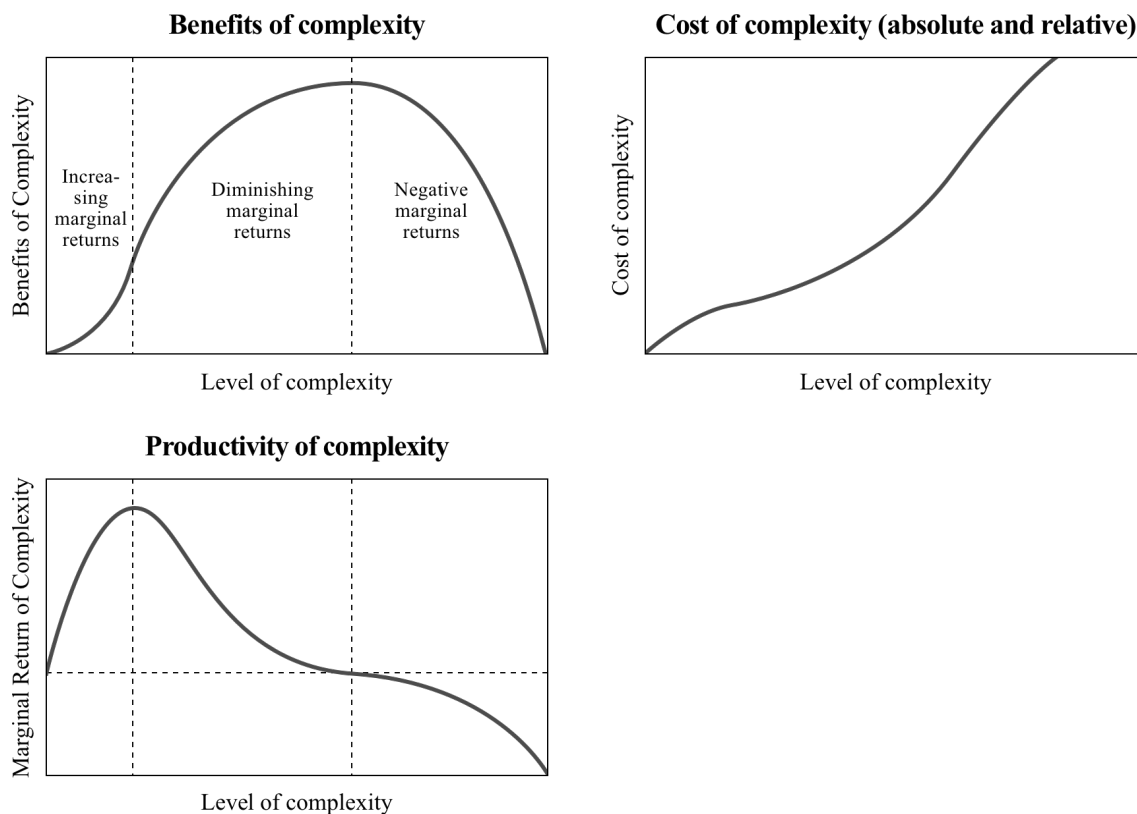 Benefits of complexity
Benefits of Complexity
Increa-
sing
marginal
returns
Diminishing
marginal
returns
Negative
marginal
returns
Level of complexity
Cost of complexity (absolute and relative)
Cost of complexity
Level of complexity
Productivity of complexity
Marginal Return of Complexity
Level of complexity